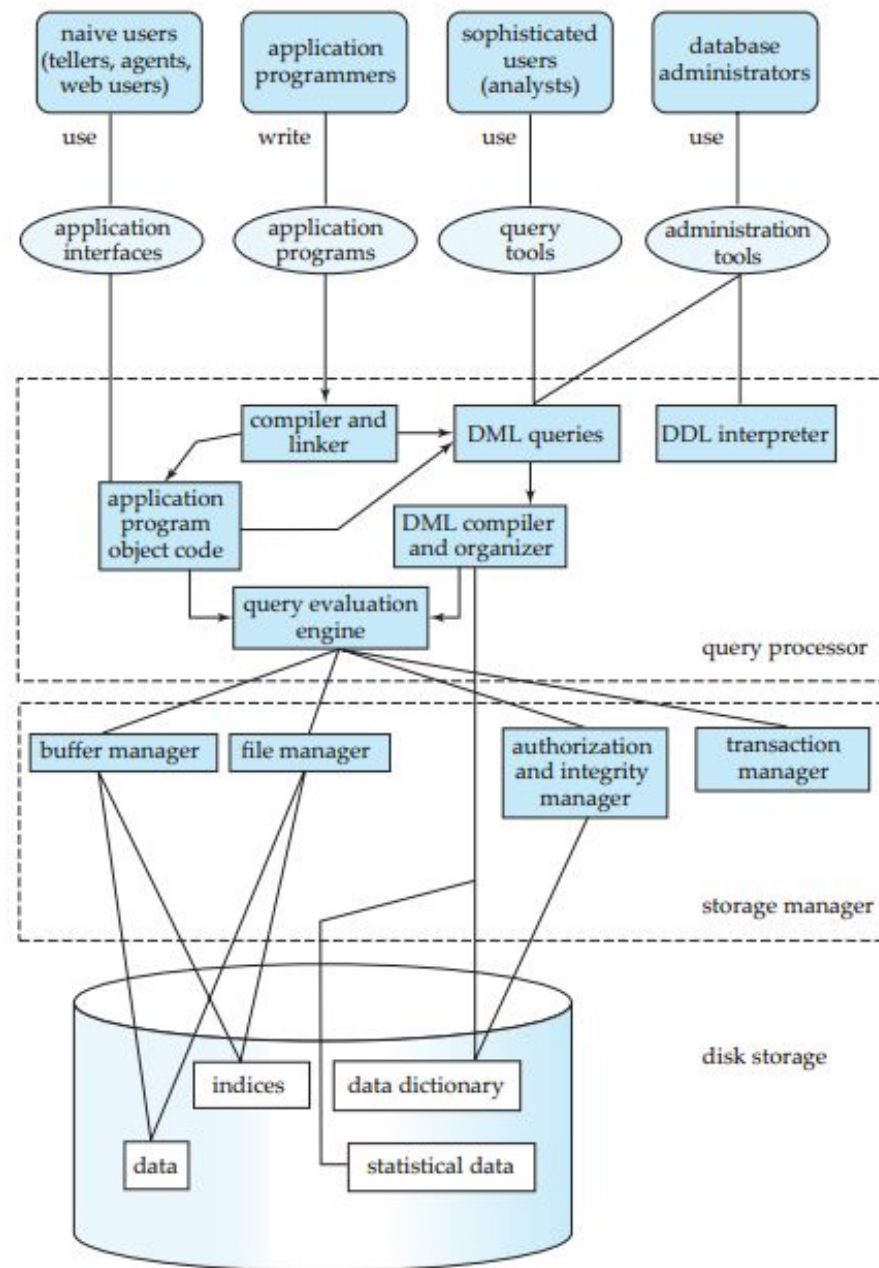 naive users
(tellers, agents,
web users)
application
programmers
sophisticated
users
(analysts)
database
administrators
use
write
use
use
application
interfaces
application
programs
query
tools
administration
tools
compiler and
linker
DML queries
DDL interpreter
application
program
object code
DML compiler
and organizer
query evaluation
engine
query processor
buffer manager
file manager
authorization
and integrity
manager
transaction
manager
storage manager
disk storage
indices
data dictionary
data
statistical data